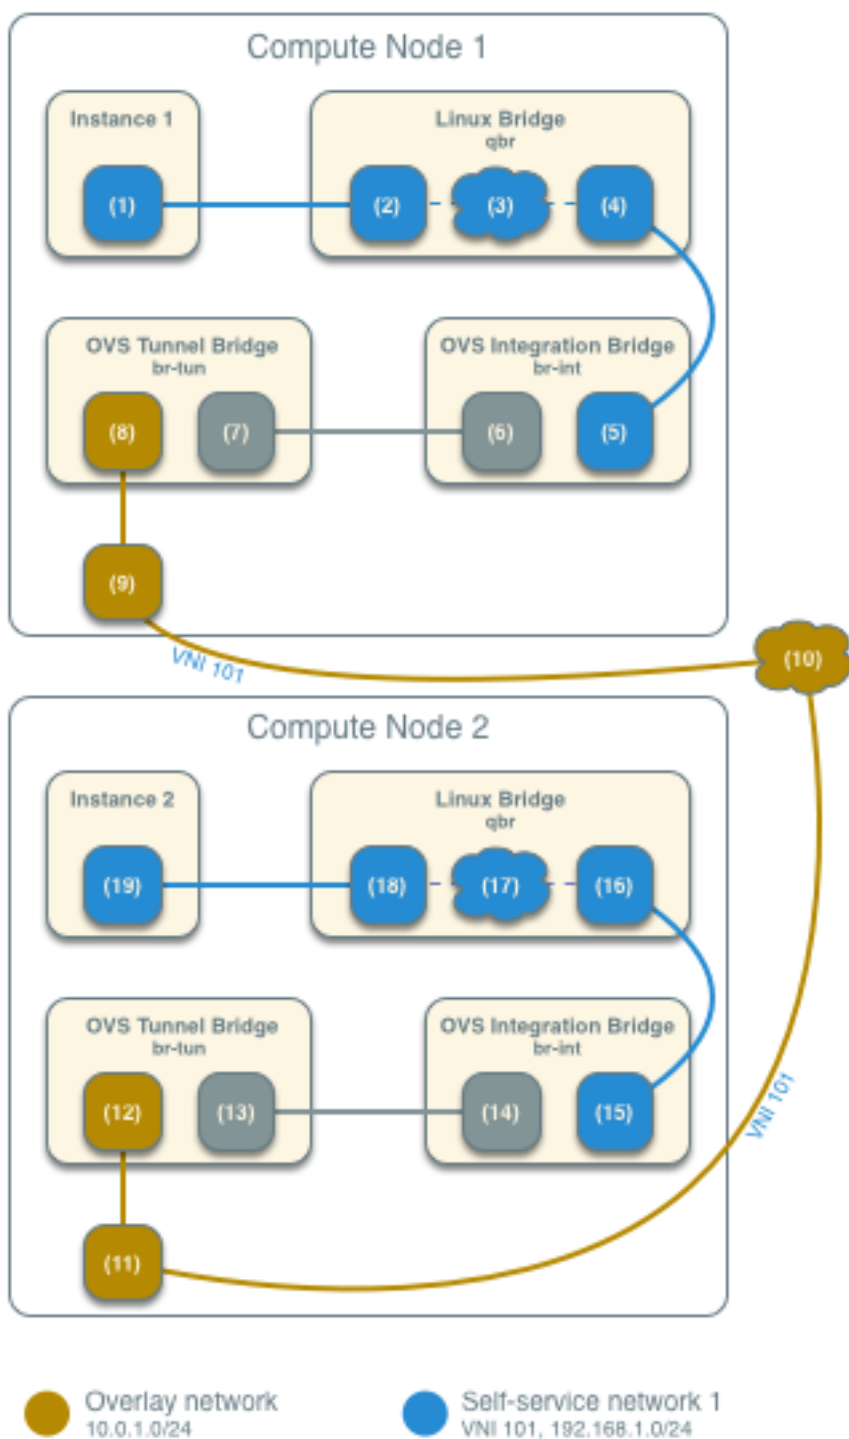 Compute Node 1
Instance 1
Linux Bridge
qbr
(1)
(2)
(3)
(4)
OVS Tunnel Bridge
br-tun
OVS Integration Bridge
br-int
(8)
(7)
(6)
(5)
(9)
VNI 101
(10)
Compute Node 2
Instance 2
Linux Bridge
qbr
(19)
(18)
(17)
(16)
OVS Tunnel Bridge
br-tun
OVS Integration Bridge
br-int
(12)
(13)
(14)
(15)
VNI 101
(11)
Overlay network
10.0.1.0/24
Self-service network 1
VNI 101, 192.168.1.0/24